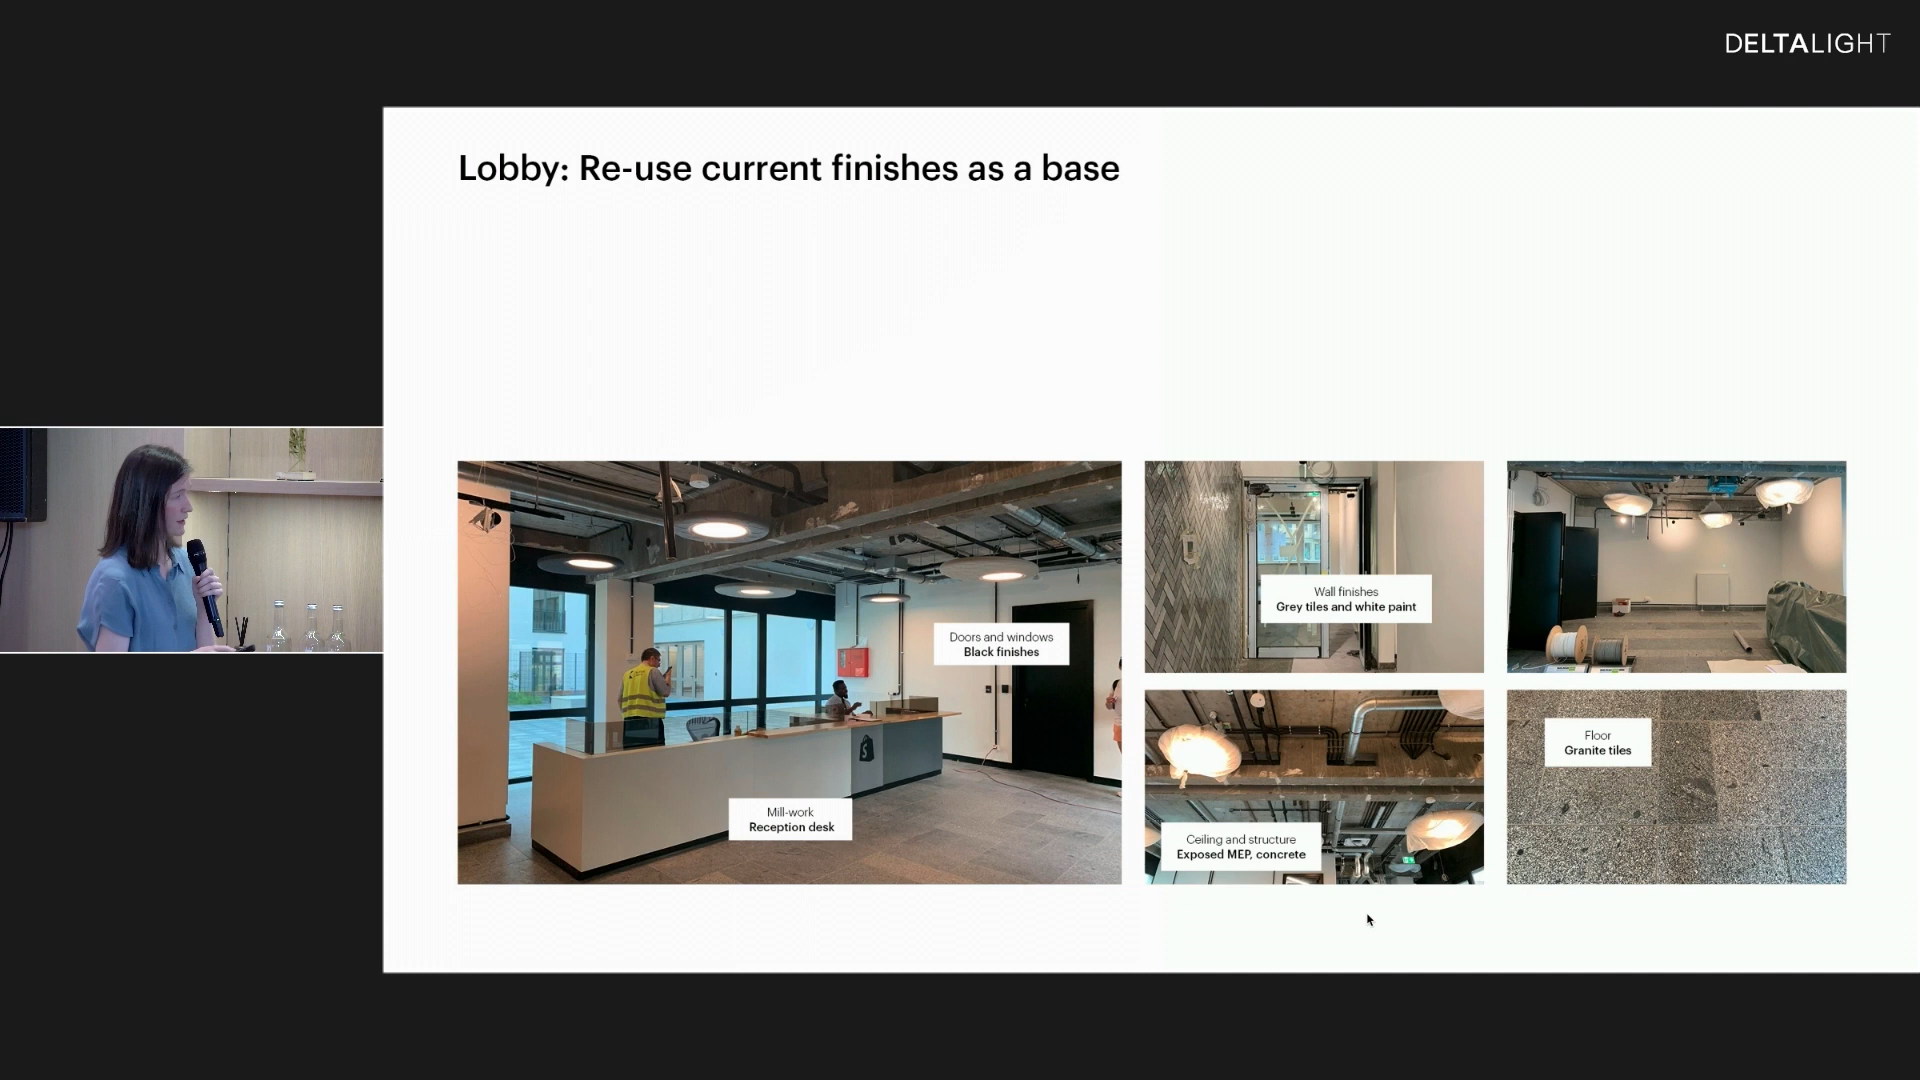 DELTALIGHT
Lobby: Re-use current finishes as a base
Doors and windows
Black finishes
Mill-work
Reception desk
Wall finishes
Grey tiles and white paint
Ceiling and structure
Exposed MEP, concrete
Floor
Granite tiles